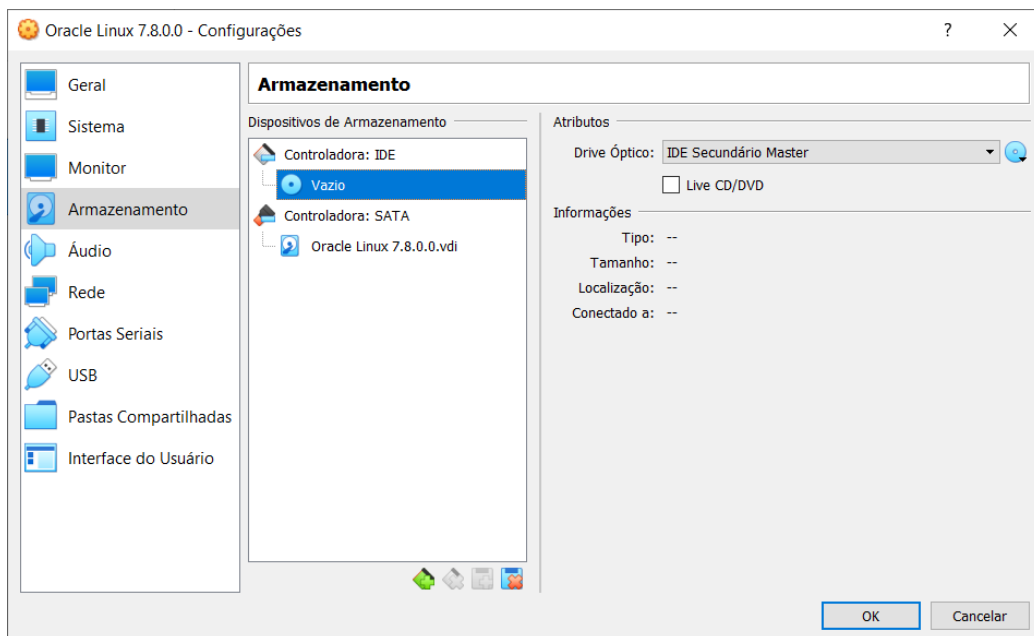 Oracle Linux 7.8.0.0 - Configurações
?
Geral
Sistema
Monitor
Armazenamento
Áudio
Rede
Portas Seriais
USB
Pastas Compartilhadas
Interface do Usuário
Armazenamento
Dispositivos de Armazenamento
Controladora: IDE
Vazio
Controladora: SATA
Oracle Linux 7.8.0.0.vdi
Atributos
Drive Óptico: IDE Secundário Master
Live CD/DVD
Informações
Tipo: --
Tamanho: --
Localização: --
Conectado a: --
OK Cancelar